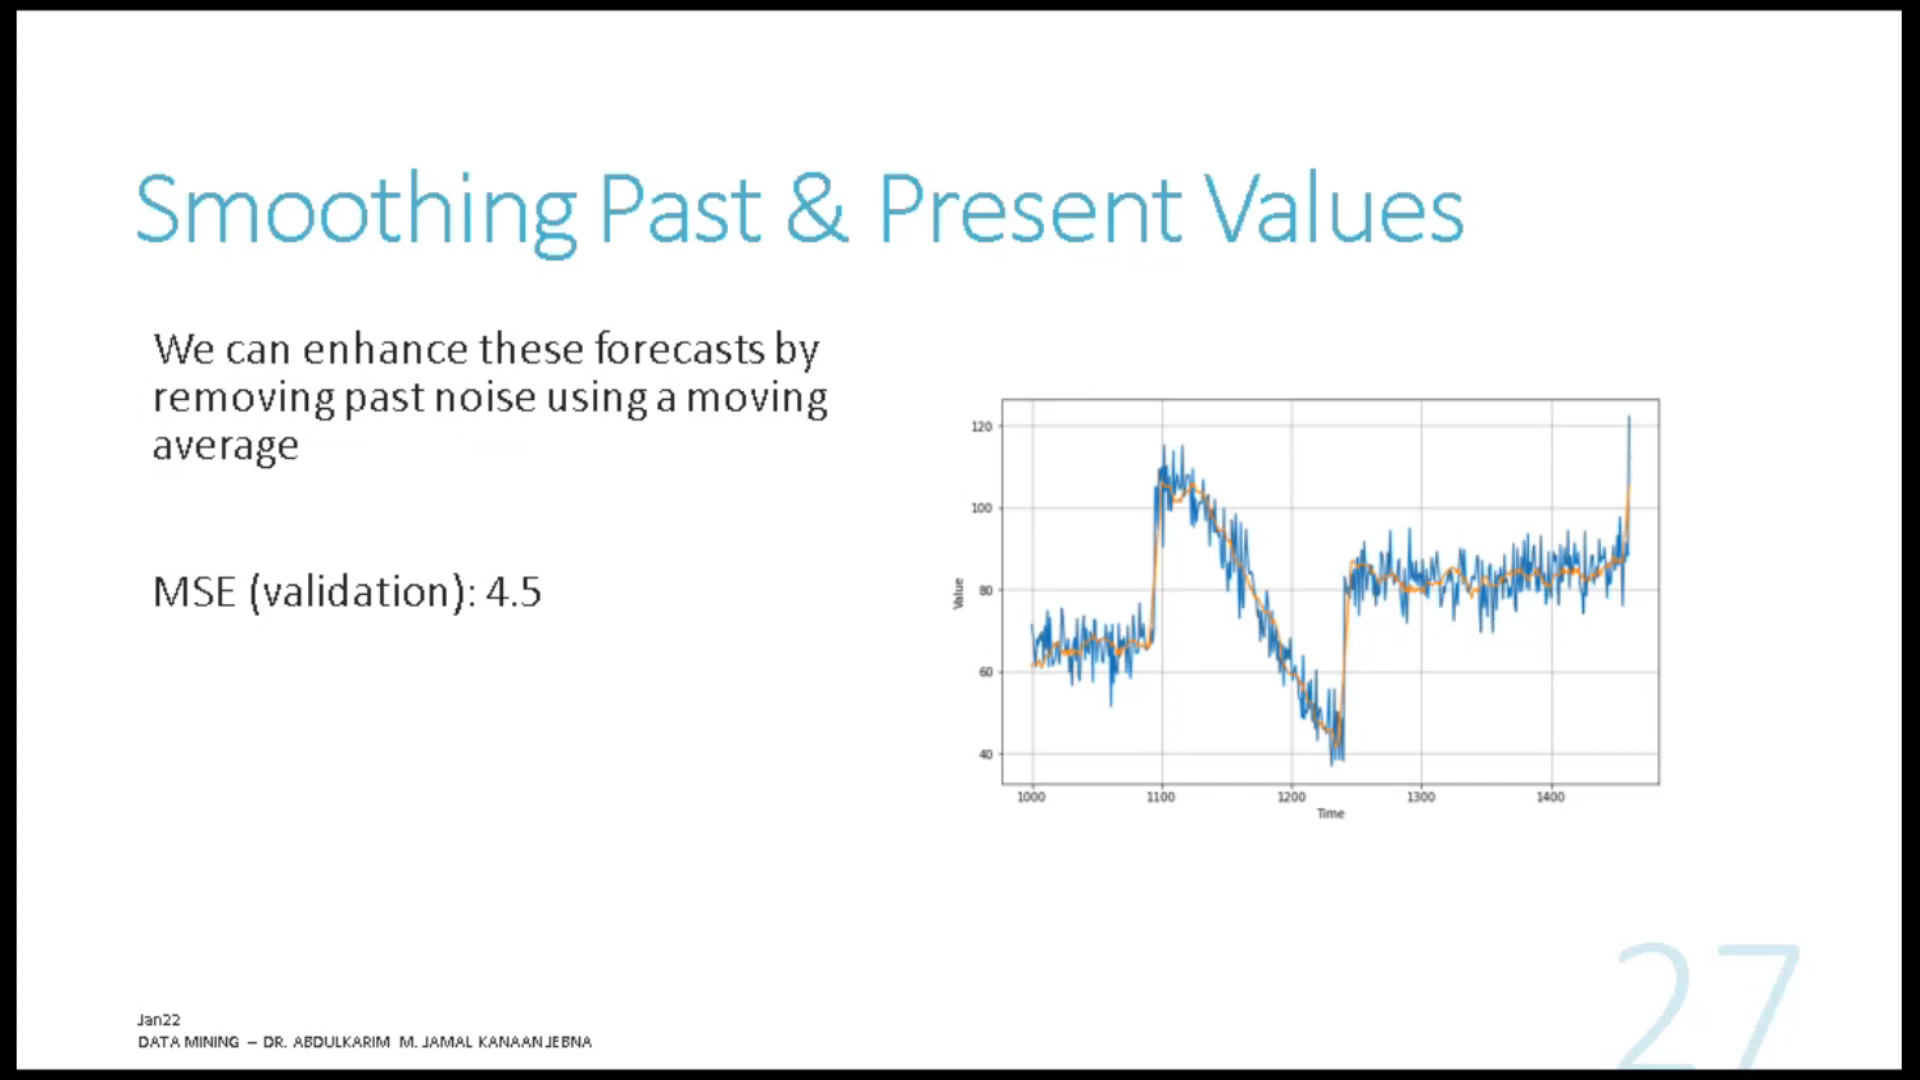 Smoothing Past & Present Values
We can enhance these forecasts by
removing past noise using a moving
average
MSE (validation): 4.5
120
100
80
60
40
Value
1000 1100 1200 1300 1400
Time
27
Jan22
DATA MINING – DR. ABDULKARIM M. JAMAL KANAAN JEBNA